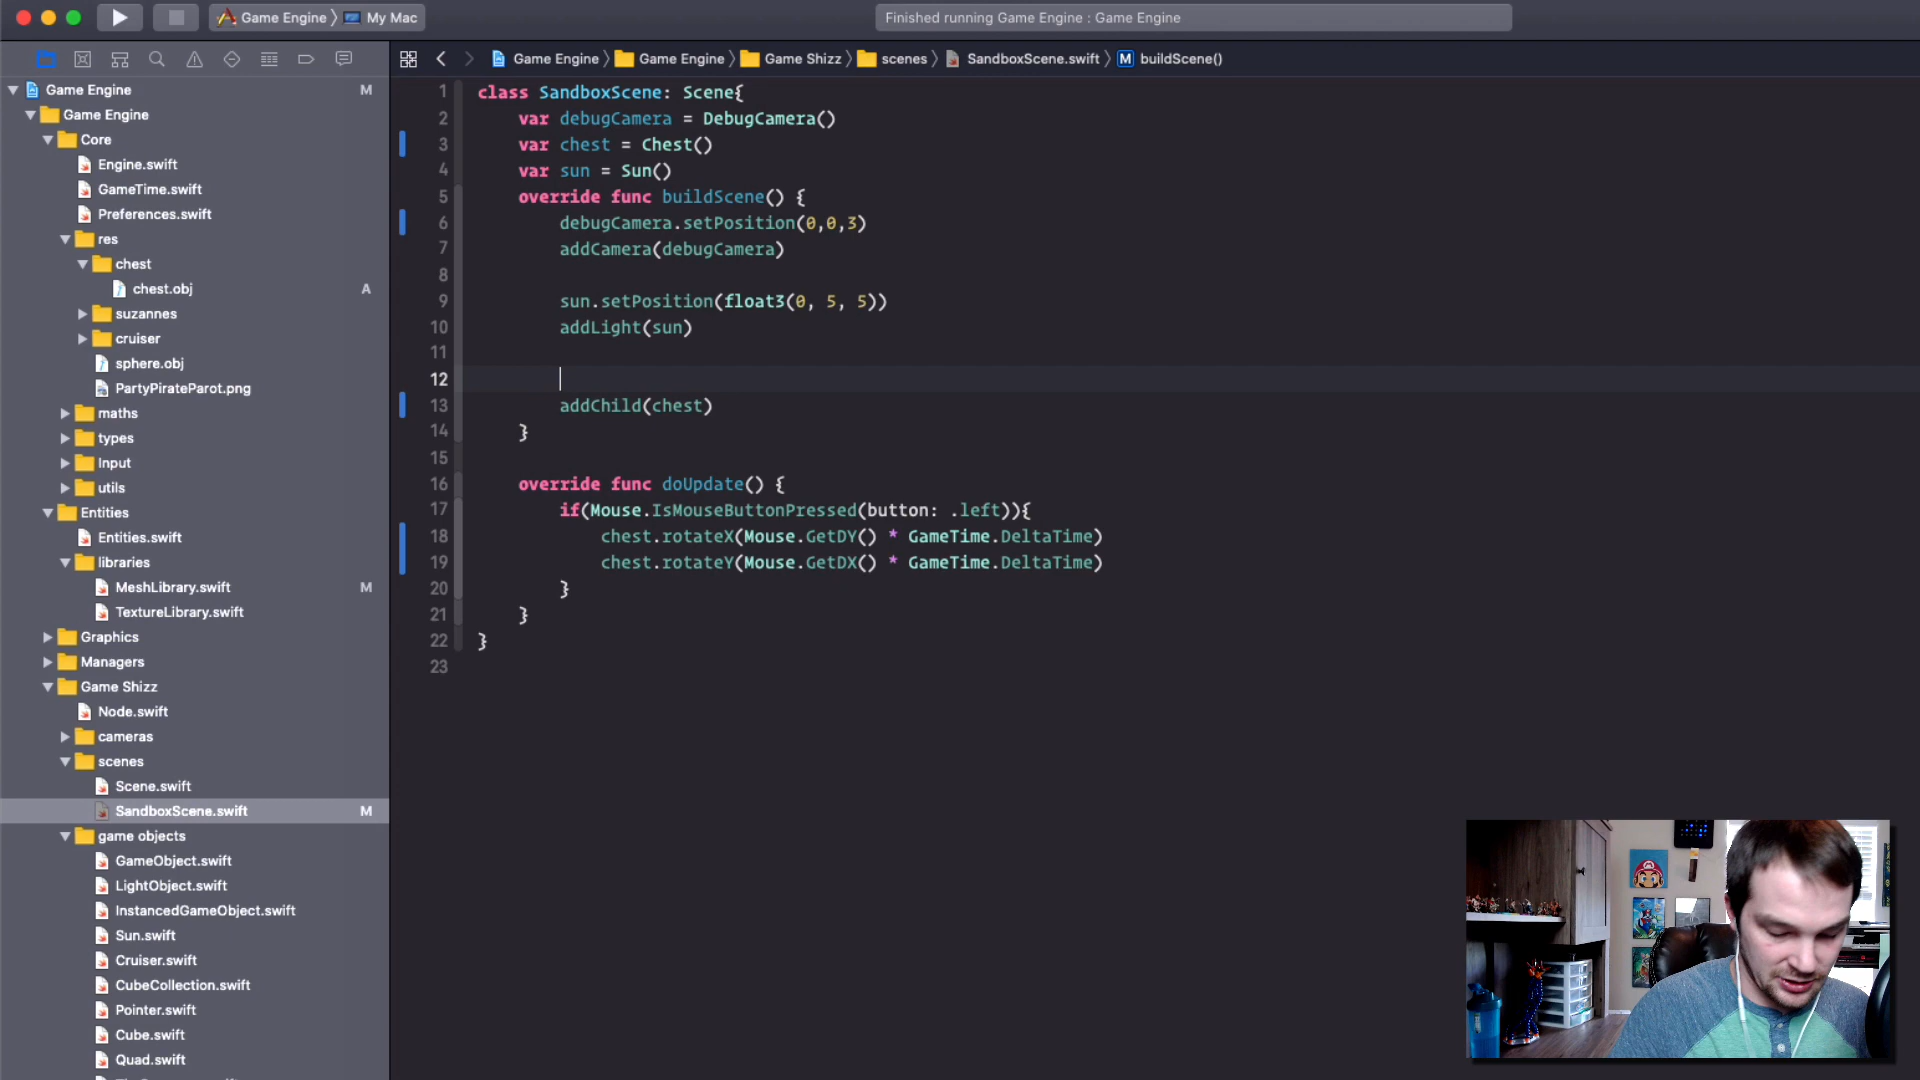 Game Engine 〉 My Mac
Finished running Game Engine : Game Engine
Game Engine 〉 Game Engine 〉 Game Shizz 〉 scenes 〉 SandboxScene.swift 〉 M buildScene()
Game Engine M
Game Engine
Core
Engine.swift
GameTime.swift
Preferences.swift
res
chest
chest.obj A
suzannes
cruiser
sphere.obj
PartyPirateParot.png
maths
types
Input
utils
Entities
Entities.swift
libraries
MeshLibrary.swift M
TextureLibrary.swift
Graphics
Managers
Game Shizz
Node.swift
cameras
scenes
Scene.swift
SandboxScene.swift M
game objects
GameObject.swift
LightObject.swift
InstancedGameObject.swift
Sun.swift
Cruiser.swift
CubeCollection.swift
Pointer.swift
Cube.swift
Quad.swift
1 class SandboxScene: Scene{
2 var debugCamera = DebugCamera()
3 var chest = Chest()
4 var sun = Sun()
5 override func buildScene() {
6 debugCamera.setPosition(0,0,3)
7 addCamera(debugCamera)
8
9 sun.setPosition(float3(0, 5, 5))
10 addLight(sun)
11
12
13 addChild(chest)
14 }
15
16 override func doUpdate() {
17 if(Mouse.IsMouseButtonPressed(button: .left)){
18 chest.rotateX(Mouse.GetDY() * GameTime.DeltaTime)
19 chest.rotateY(Mouse.GetDX() * GameTime.DeltaTime)
20 }
21 }
22 }
23